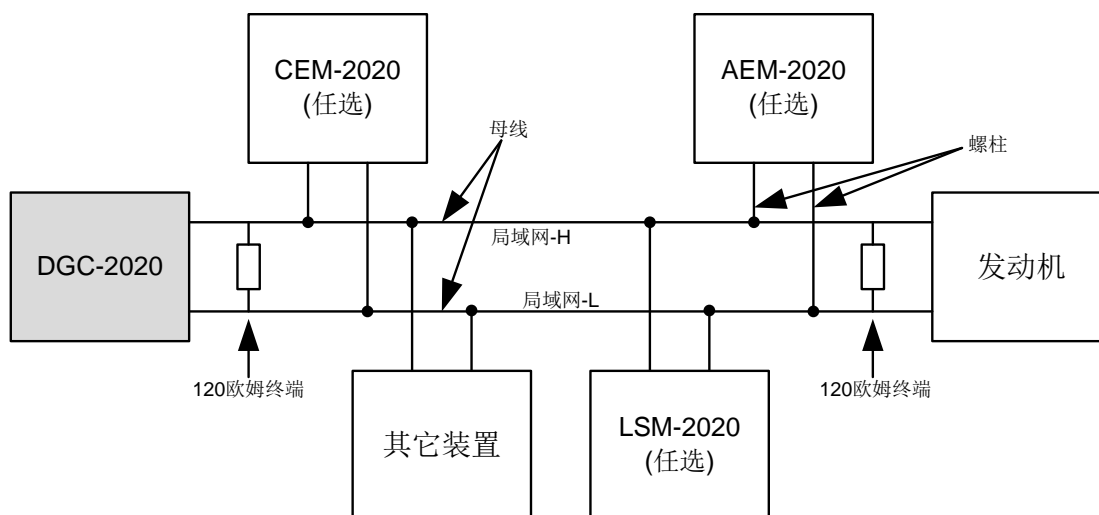 CEM-2020
(任选)
AEM-2020
(任选)
母线
螺柱
局域网-H
DGC-2020
发动机
局域网-L
120欧姆终端
120欧姆终端
其它装置
LSM-2020
(任选)